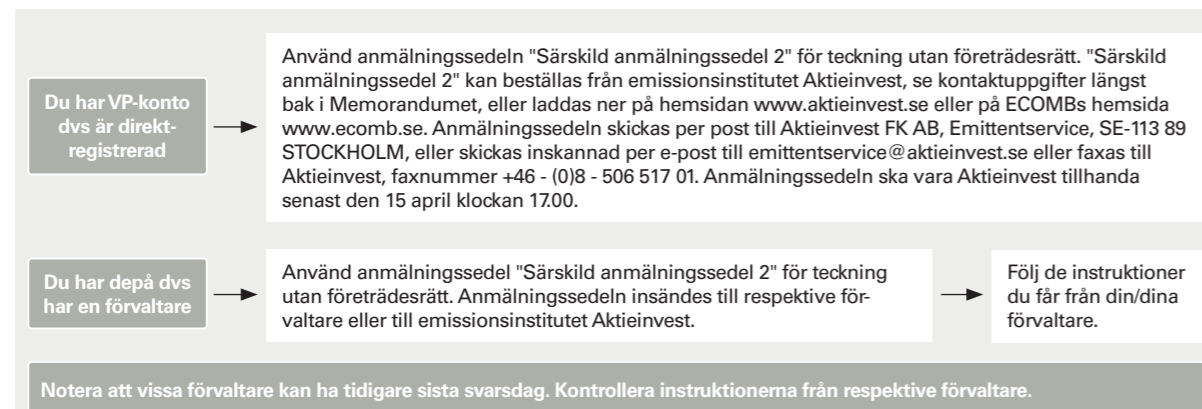 Du har VP-konto
dvs är direkt-
registrerad
Använd anmälningssedeln "Särskild anmälningssedel 2" för teckning utan företrädesrätt. "Särskild
anmälningssedel 2" kan beställas från emissionsinstitutet Aktieinvest, se kontaktuppgifter längst
bak i Memorandumet, eller laddas ner på hemsidan www.aktieinvest.se eller på ECOMBs hemsida
www.ecomb.se. Anmälningssedeln skickas per post till Aktieinvest FK AB, Emittentservice, SE-113 89
STOCKHOLM, eller skickas inskannad per e-post till emittentservice@aktieinvest.se eller faxas till
Aktieinvest, faxnummer +46 - (0)8 - 506 517 01. Anmälningssedeln ska vara Aktieinvest tillhanda
senast den 15 april klockan 17.00.
Du har depå dvs
har en förvaltare
Använd anmälningssedel "Särskild anmälningssedel 2" för teckning
utan företrädesrätt. Anmälningssedeln insändes till respektive för-
valtare eller till emissionsinstitutet Aktieinvest.
Följ de instruktioner
du får från din/dina
förvaltare.
Notera att vissa förvaltare kan ha tidigare sista svarsdag. Kontrollera instruktionerna från respektive förvaltare.